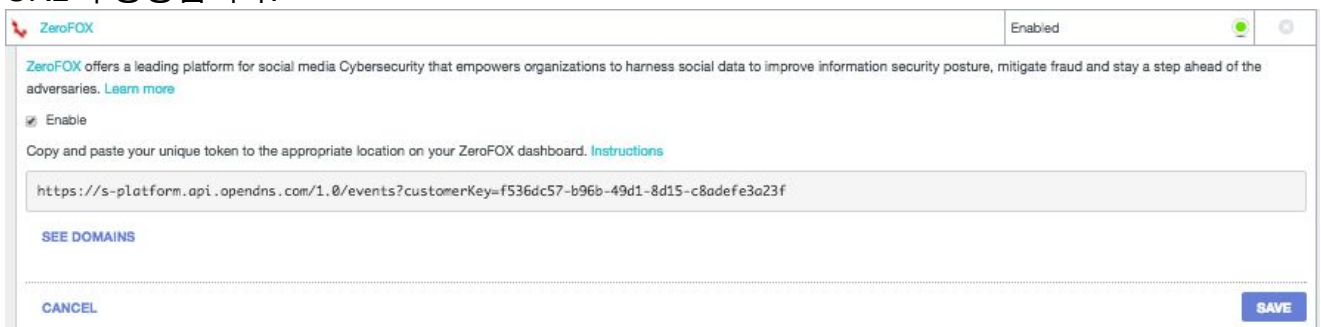 ZeroFOX Enabled
ZeroFOX offers a leading platform for social media Cybersecurity that empowers organizations to harness social data to improve information security posture, mitigate fraud and stay a step ahead of the
adversaries. Learn more
Enable
Copy and paste your unique token to the appropriate location on your ZeroFOX dashboard. Instructions
https://s-platform.api.opendns.com/1.0/events?customerKey=f536dc57-b96b-49d1-8d15-c8adefe3a23f
SEE DOMAINS
CANCEL SAVE